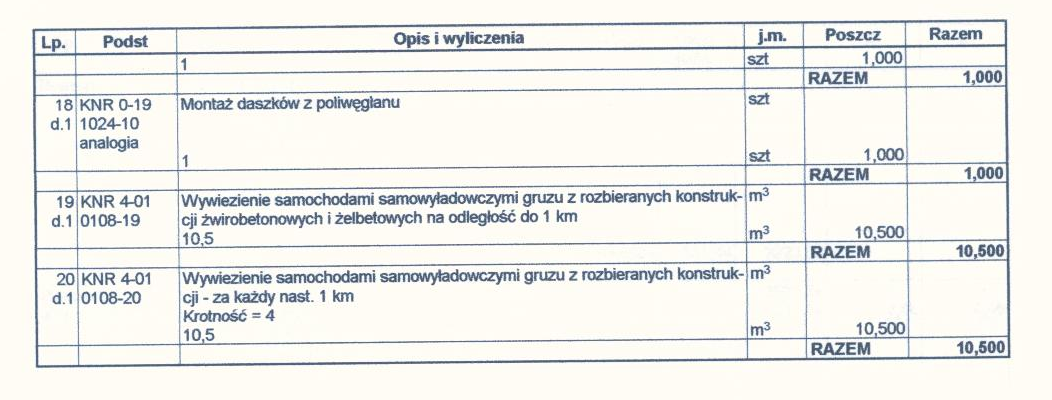 Lp. Podst Opis i wyliczenia j.m. Poszcz Razem
1 szt 1,000
RAZEM 1,000
18 KNR 0-19 Montaż daszków z poliwęglanu szt
d.1 1024-10
analogia
1 szt 1,000
RAZEM 1,000
19 KNR 4-01 Wywiezienie samochodami samowyładowczymi gruzu z rozbieranych konstruk- m³
d.1 0108-19 cji żwirobetonowych i żelbetowych na odległość do 1 km
10,5 m³ 10,500
RAZEM 10,500
20 KNR 4-01 Wywiezienie samochodami samowyładowczymi gruzu z rozbieranych konstruk- m³
d.1 0108-20 cji - za każdy nast. 1 km
Krotność = 4
10,5 m³ 10,500
RAZEM 10,500